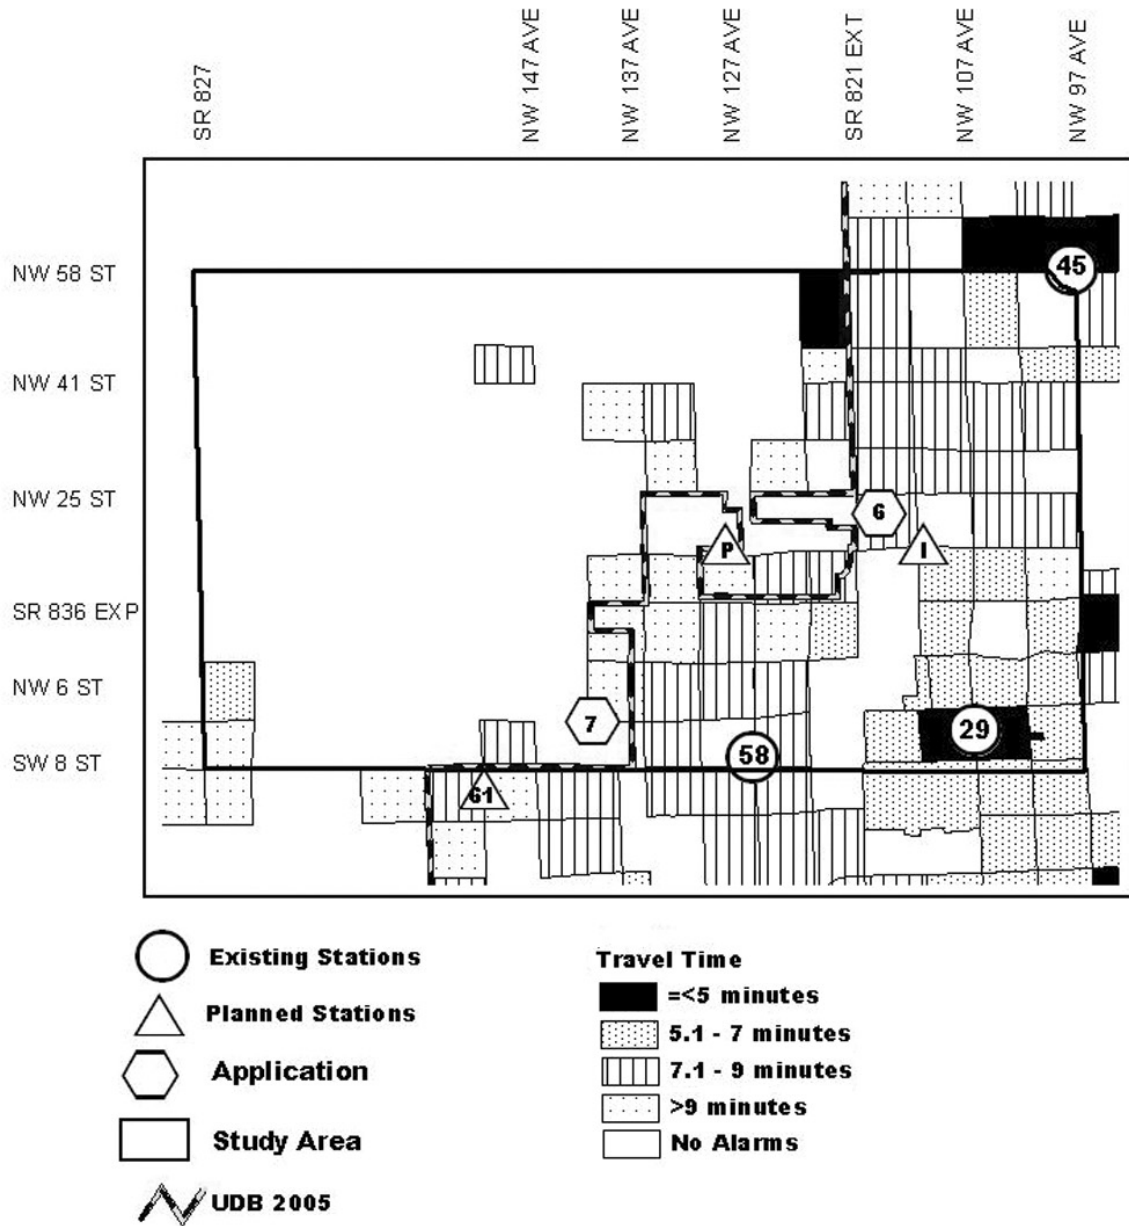 SR 827
NW 147 AVE
NW 137 AVE
NW 127 AVE
SR 821 EXT
NW 107 AVE
NW 97 AVE
NW 58 ST
45
NW 41 ST
NW 25 ST
6
P
I
SR 836 EXP
NW 6 ST
7
29
SW 8 ST
58
61
Existing Stations
Planned Stations
Application
Study Area
UDB 2005
Travel Time
=<5 minutes
5.1 - 7 minutes
7.1 - 9 minutes
>9 minutes
No Alarms